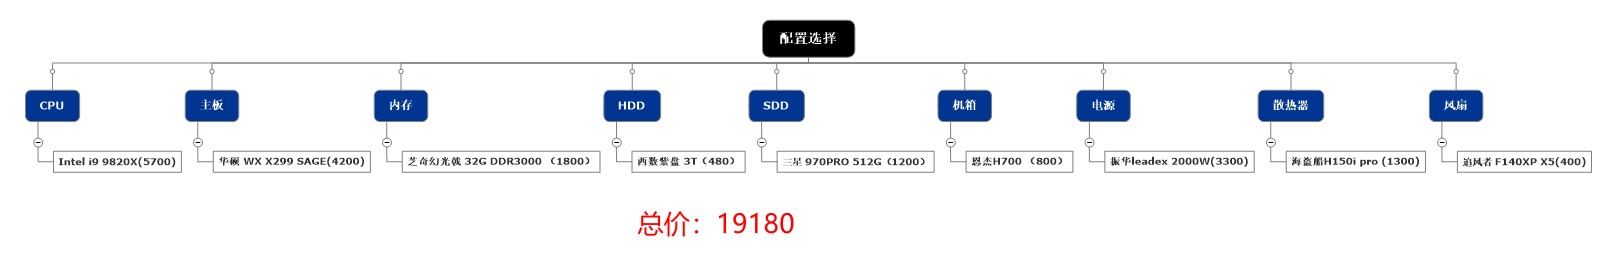 配置选择
CPU
主板
内存
HDD
SDD
机箱
电源
散热器
风扇
Intel i9 9820X(5700)
华硕 WX X299 SAGE(4200)
芝奇幻光戟 32G DDR3000 （1800）
西数紫盘 3T（480）
三星 970PRO 512G（1200）
恩杰H700 （800）
振华leadex 2000W(3300)
海盗船H150i pro (1300)
追风者 F140XP X5(400)
总价：19180